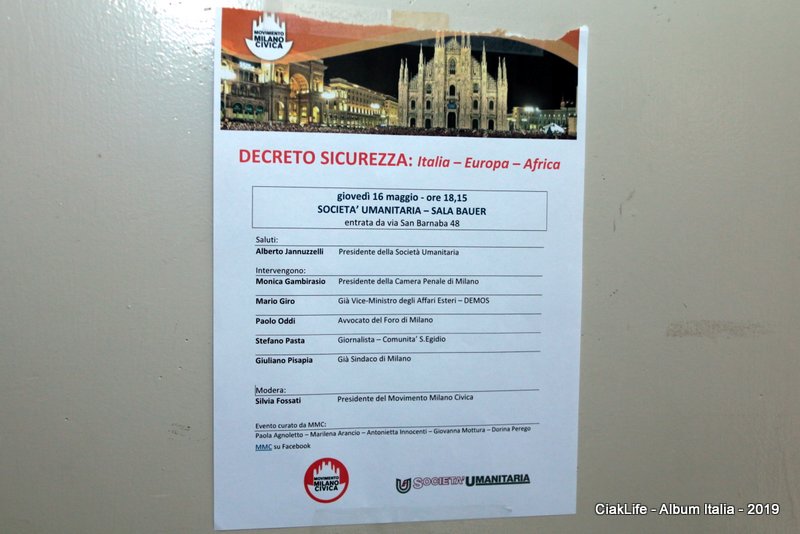 MOVIMENTO
MILANO
CIVICA
DECRETO SICUREZZA: Italia – Europa – Africa
giovedì 16 maggio - ore 18,15
SOCIETA' UMANITARIA – SALA BAUER
entrata da via San Barnaba 48
Saluti:
Alberto Jannuzzelli Presidente della Società Umanitaria
Intervengono:
Monica Gambirasio Presidente della Camera Penale di Milano
Mario Giro Già Vice-Ministro degli Affari Esteri – DEMOS
Paolo Oddi Avvocato del Foro di Milano
Stefano Pasta Giornalista – Comunita' S.Egidio
Giuliano Pisapia Già Sindaco di Milano
Modera:
Silvia Fossati Presidente del Movimento Milano Civica
Evento curato da MMC:
Paola Agnoletto – Marilena Arancio – Antonietta Innocenti – Giovanna Mottura – Dorina Perego
MMC su Facebook
MOVIMENTO
MILANO
CIVICA
SOCIETA' UMANITARIA
CiakLife - Album Italia - 2019